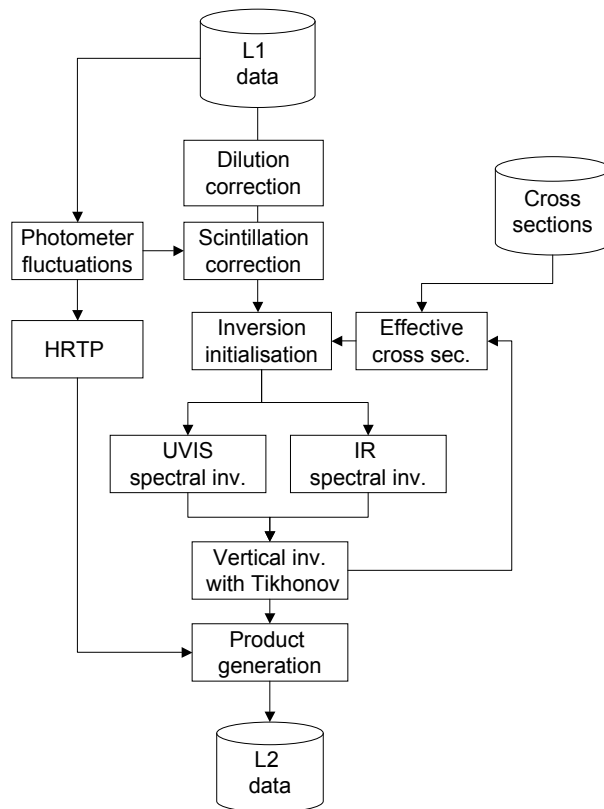 L1
data
Dilution
correction
Cross
sections
Photometer
fluctuations
Scintillation
correction
HRTP
Inversion
initialisation
Effective
cross sec.
UVIS
spectral inv.
IR
spectral inv.
Vertical inv.
with Tikhonov
Product
generation
L2
data